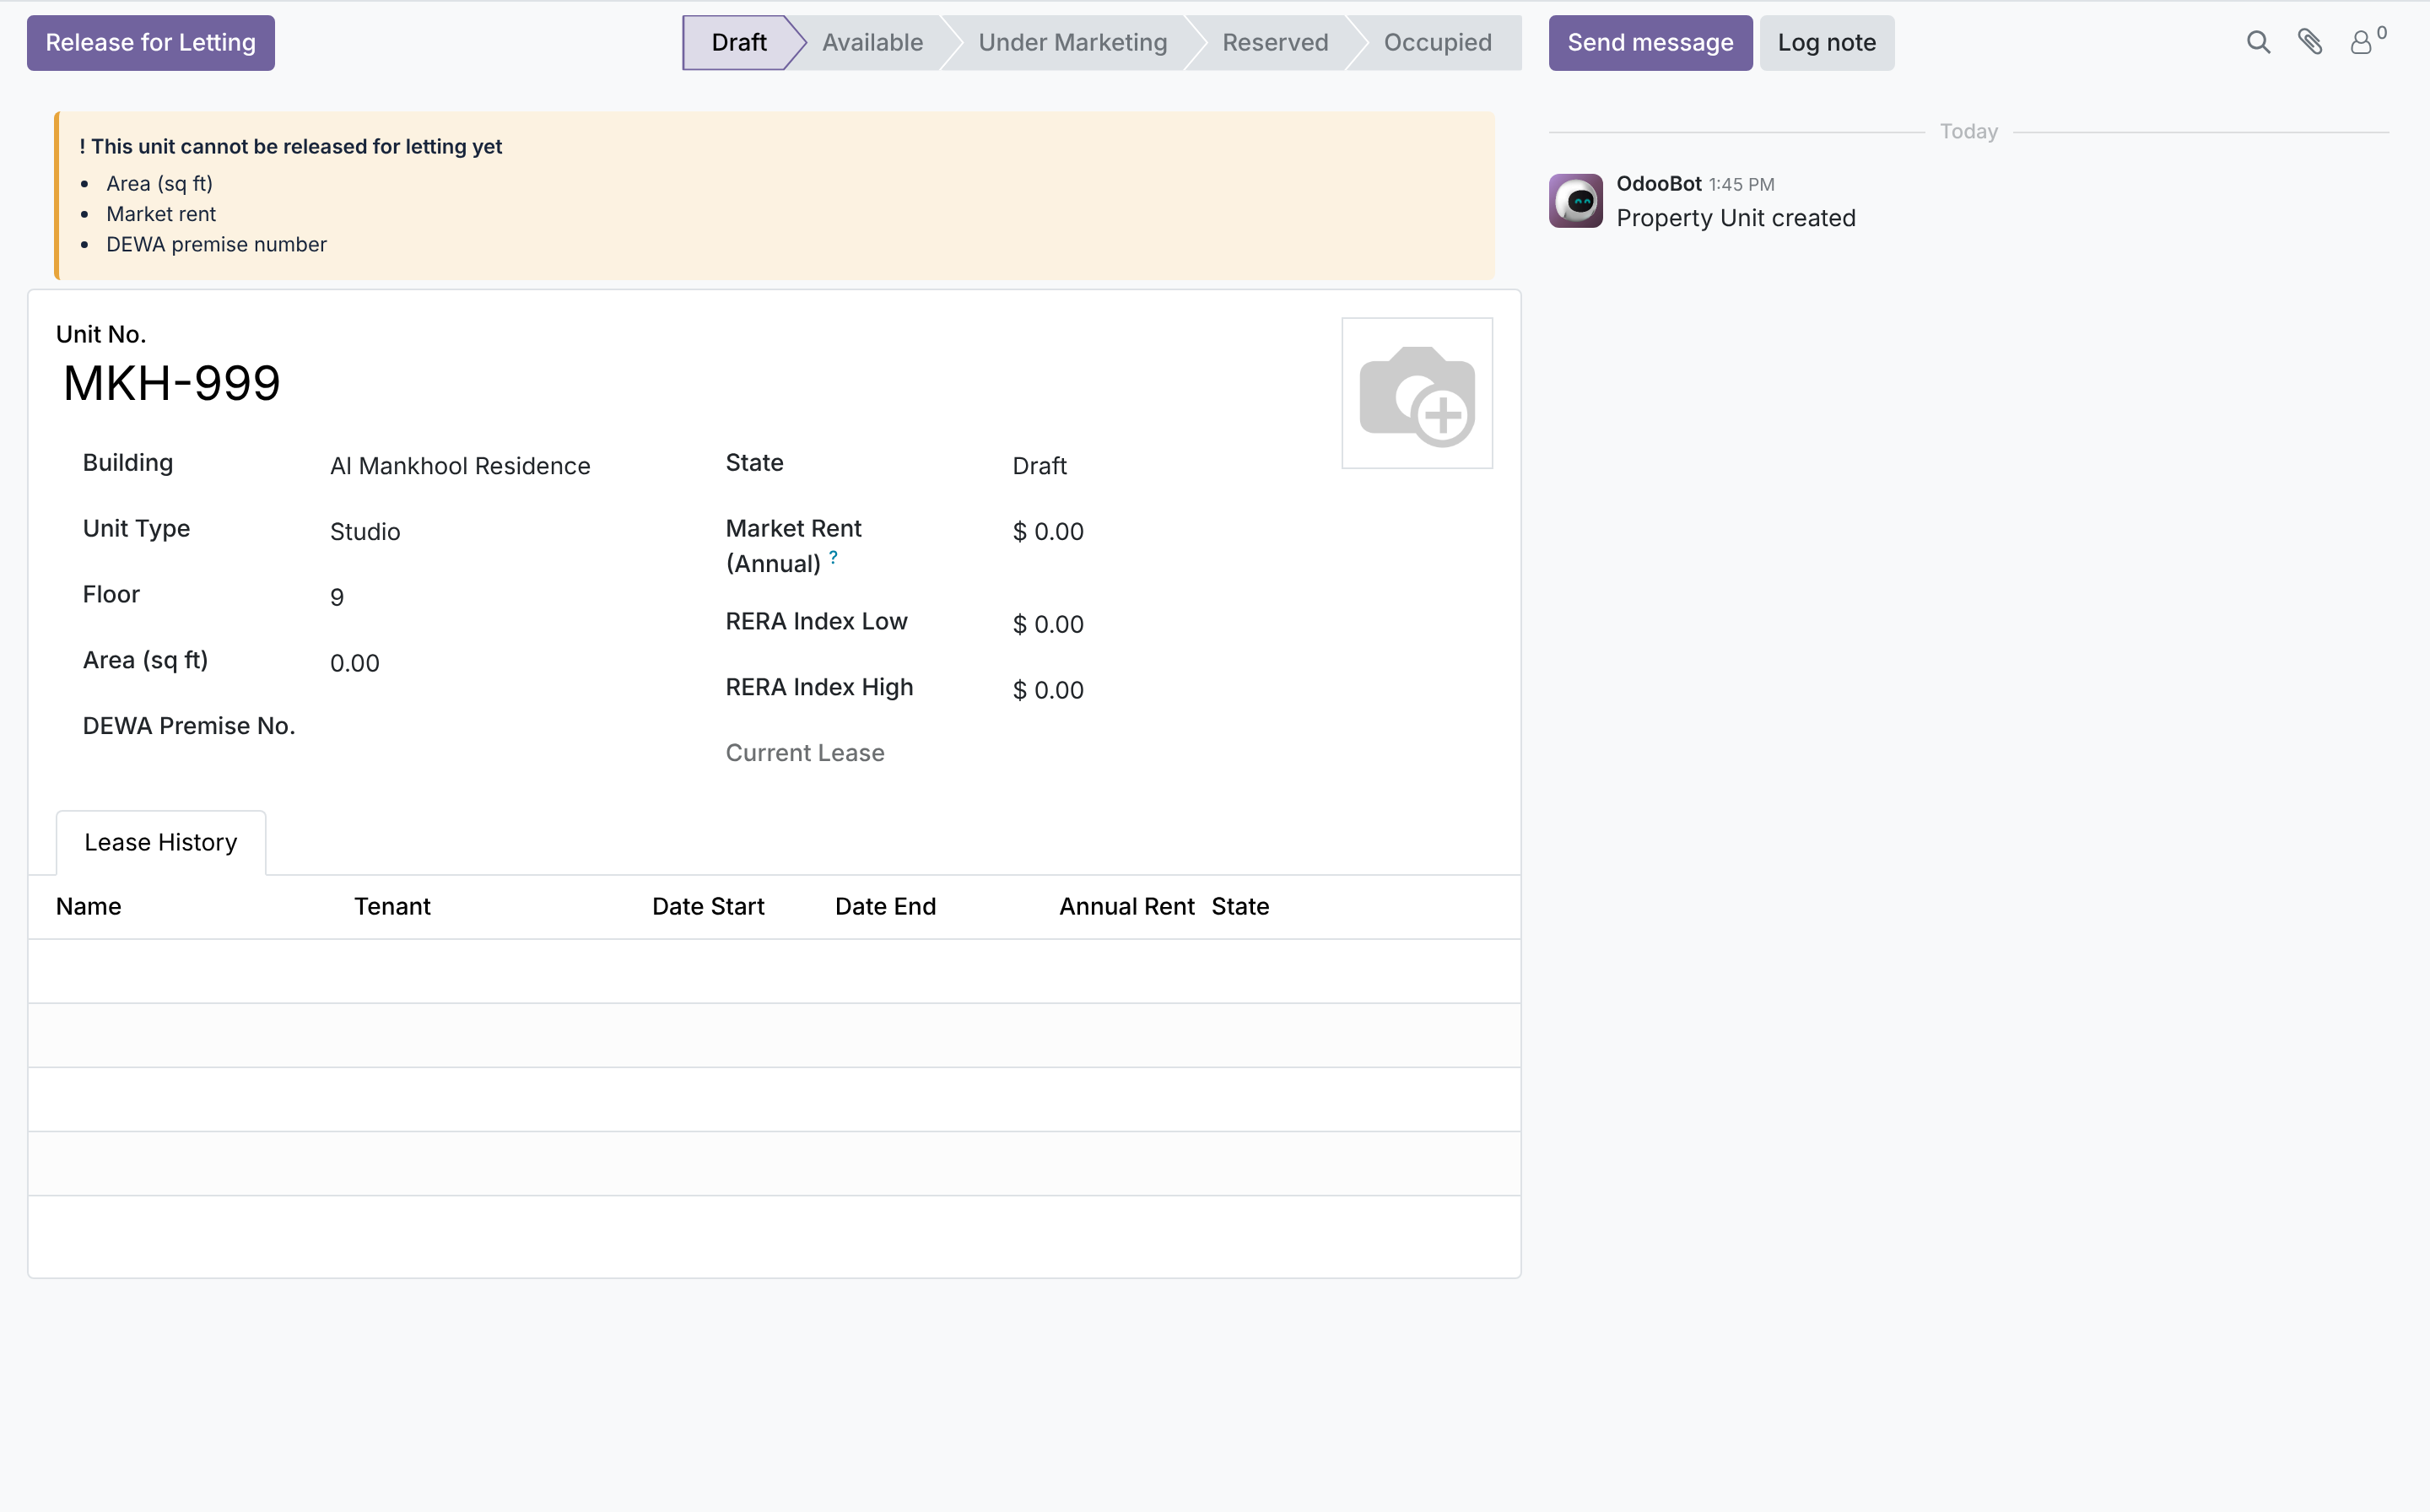 Release for Letting
Draft
Available
Under Marketing
Reserved
Occupied
Send message
Log note
0
! This unit cannot be released for letting yet
• Area (sq ft)
• Market rent
• DEWA premise number
Today
OdooBot 1:45 PM
Property Unit created
Unit No.
MKH-999
Building Al Mankhool Residence
Unit Type Studio
Floor 9
Area (sq ft) 0.00
DEWA Premise No.
State Draft
Market Rent $ 0.00
(Annual) ?
RERA Index Low $ 0.00
RERA Index High $ 0.00
Current Lease
Lease History
Name Tenant Date Start Date End Annual Rent State